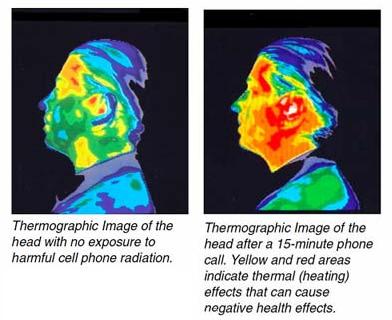 Thermographic Image of the
head with no exposure to
harmful cell phone radiation.
Thermographic Image of the
head after a 15-minute phone
call. Yellow and red areas
indicate thermal (heating)
effects that can cause
negative health effects.